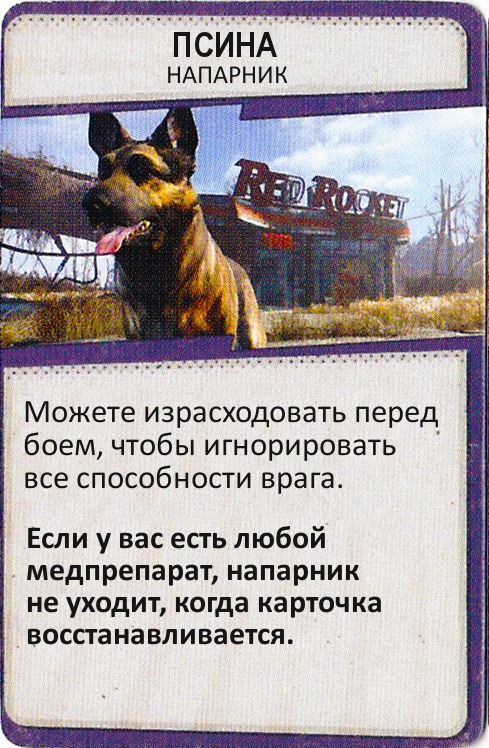 ПСИНА
НАПАРНИК
RED ROCKET
Можете израсходовать перед
боем, чтобы игнорировать
все способности врага.
Если у вас есть любой
медпрепарат, напарник
не уходит, когда карточка
восстанавливается.